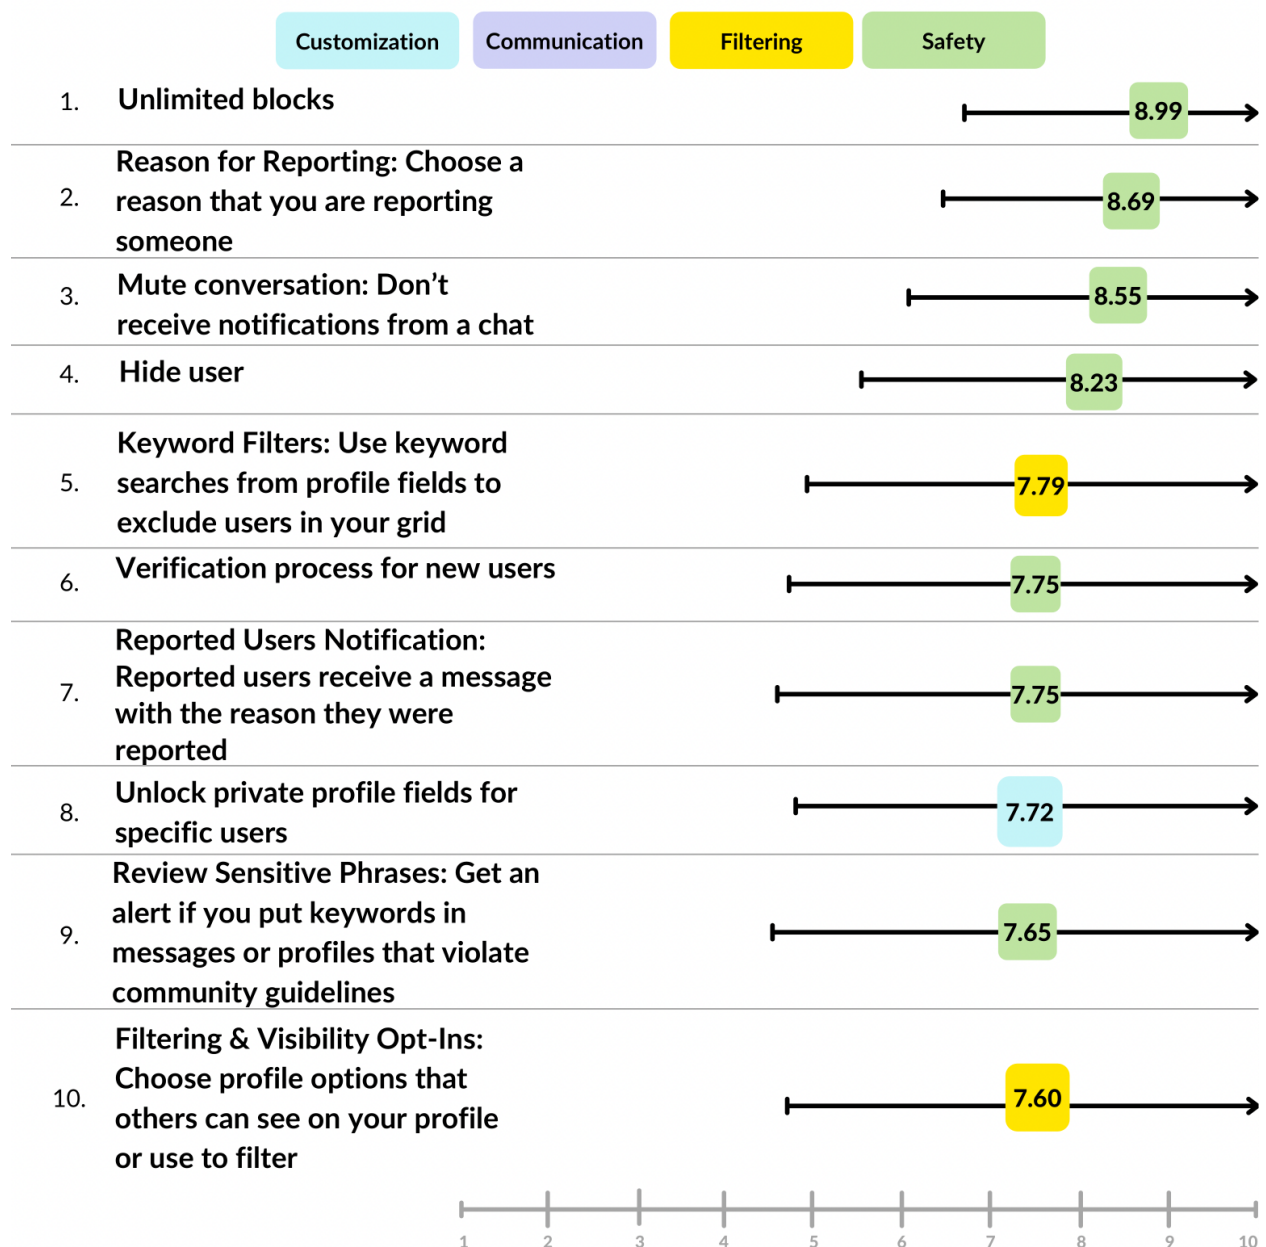 Customization Communication Filtering Safety
1. Unlimited blocks 8.99
Reason for Reporting: Choose a
2. reason that you are reporting 8.69
someone
Mute conversation: Don’t
3. 8.55
receive notifications from a chat
4. Hide user 8.23
Keyword Filters: Use keyword
5. searches from profile fields to 7.79
exclude users in your grid
6. Verification process for new users 7.75
Reported Users Notification:
Reported users receive a message
7. 7.75
with the reason they were
reported
Unlock private profile fields for
8. 7.72
specific users
Review Sensitive Phrases: Get an
alert if you put keywords in
9. 7.65
messages or profiles that violate
community guidelines
Filtering & Visibility Opt-Ins:
Choose profile options that
10. 7.60
others can see on your profile
or use to filter
1 2 3 4 5 6 7 8 9 10